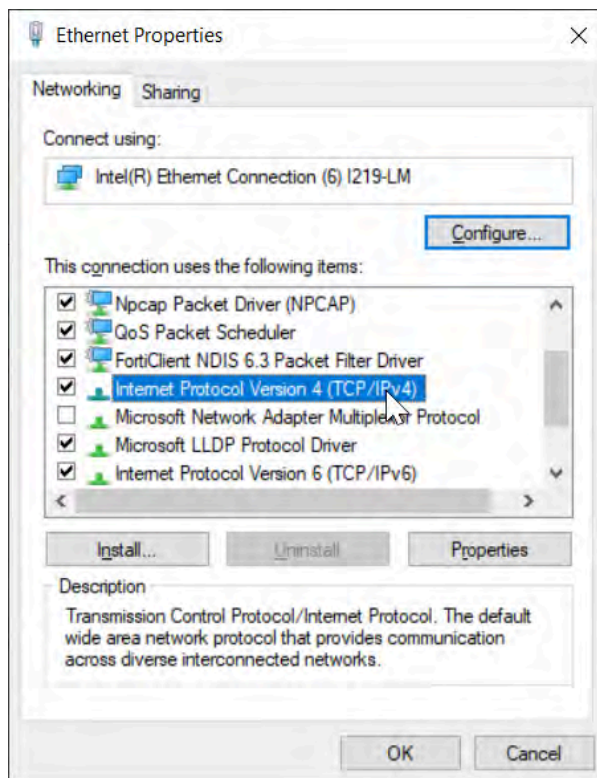 Ethernet Properties
Networking
Sharing
Connect using:
Intel(R) Ethernet Connection (6) I219-LM
Configure...
This connection uses the following items:
Npcap Packet Driver (NPCAP)
QoS Packet Scheduler
FortiClient NDIS 6.3 Packet Filter Driver
Internet Protocol Version 4 (TCP/IPv4)
Microsoft Network Adapter Multiplexor Protocol
Microsoft LLDP Protocol Driver
Internet Protocol Version 6 (TCP/IPv6)
Install...
Uninstall
Properties
Description
Transmission Control Protocol/Internet Protocol. The default
wide area network protocol that provides communication
across diverse interconnected networks.
OK
Cancel